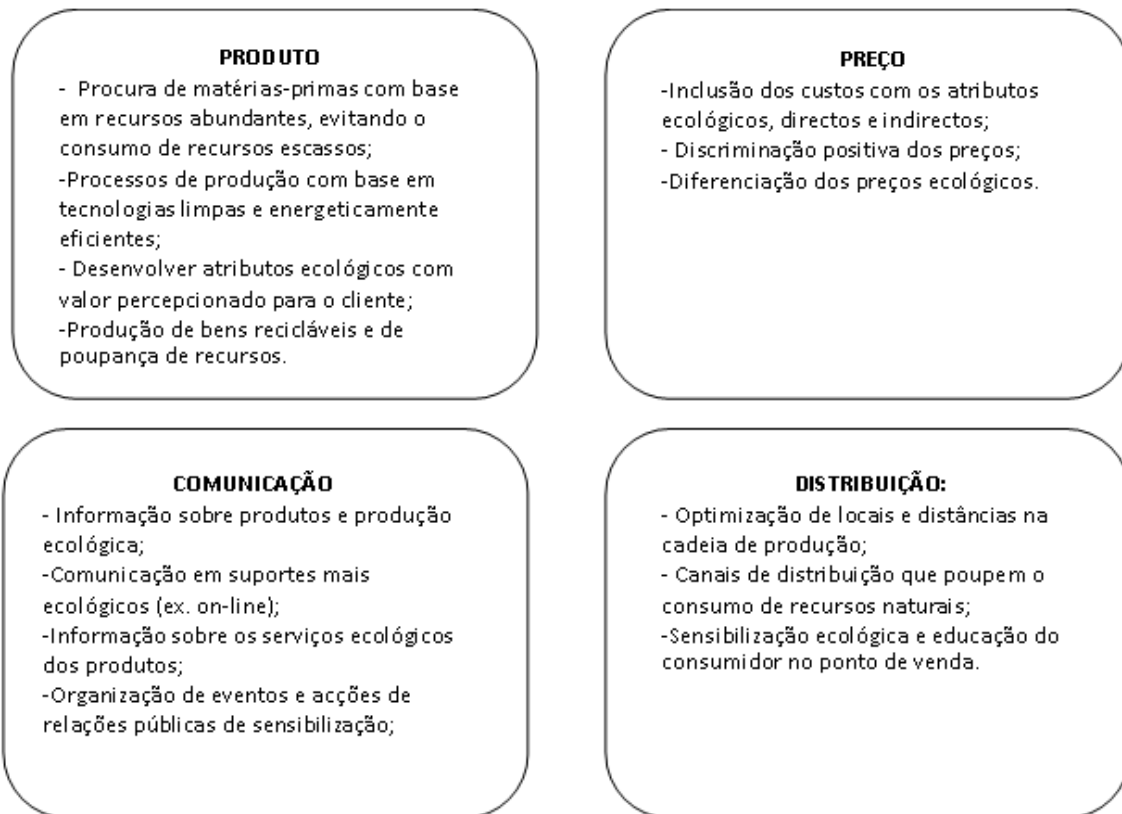 PRODUTO
- Procura de matérias-primas com base
em recursos abundantes, evitando o
consumo de recursos escassos;
-Processos de produção com base em
tecnologias limpas e energeticamente
eficientes;
- Desenvolver atributos ecológicos com
valor percepcionado para o cliente;
-Produção de bens recicláveis e de
poupança de recursos.
PREÇO
-Inclusão dos custos com os atributos
ecológicos, directos e indirectos;
- Discriminação positiva dos preços;
-Diferenciação dos preços ecológicos.
COMUNICAÇÃO
- Informação sobre produtos e produção
ecológica;
-Comunicação em suportes mais
ecológicos (ex. on-line);
-Informação sobre os serviços ecológicos
dos produtos;
-Organização de eventos e acções de
relações públicas de sensibilização;
DISTRIBUIÇÃO:
- Optimização de locais e distâncias na
cadeia de produção;
- Canais de distribuição que poupem o
consumo de recursos naturais;
-Sensibilização ecológica e educação do
consumidor no ponto de venda.